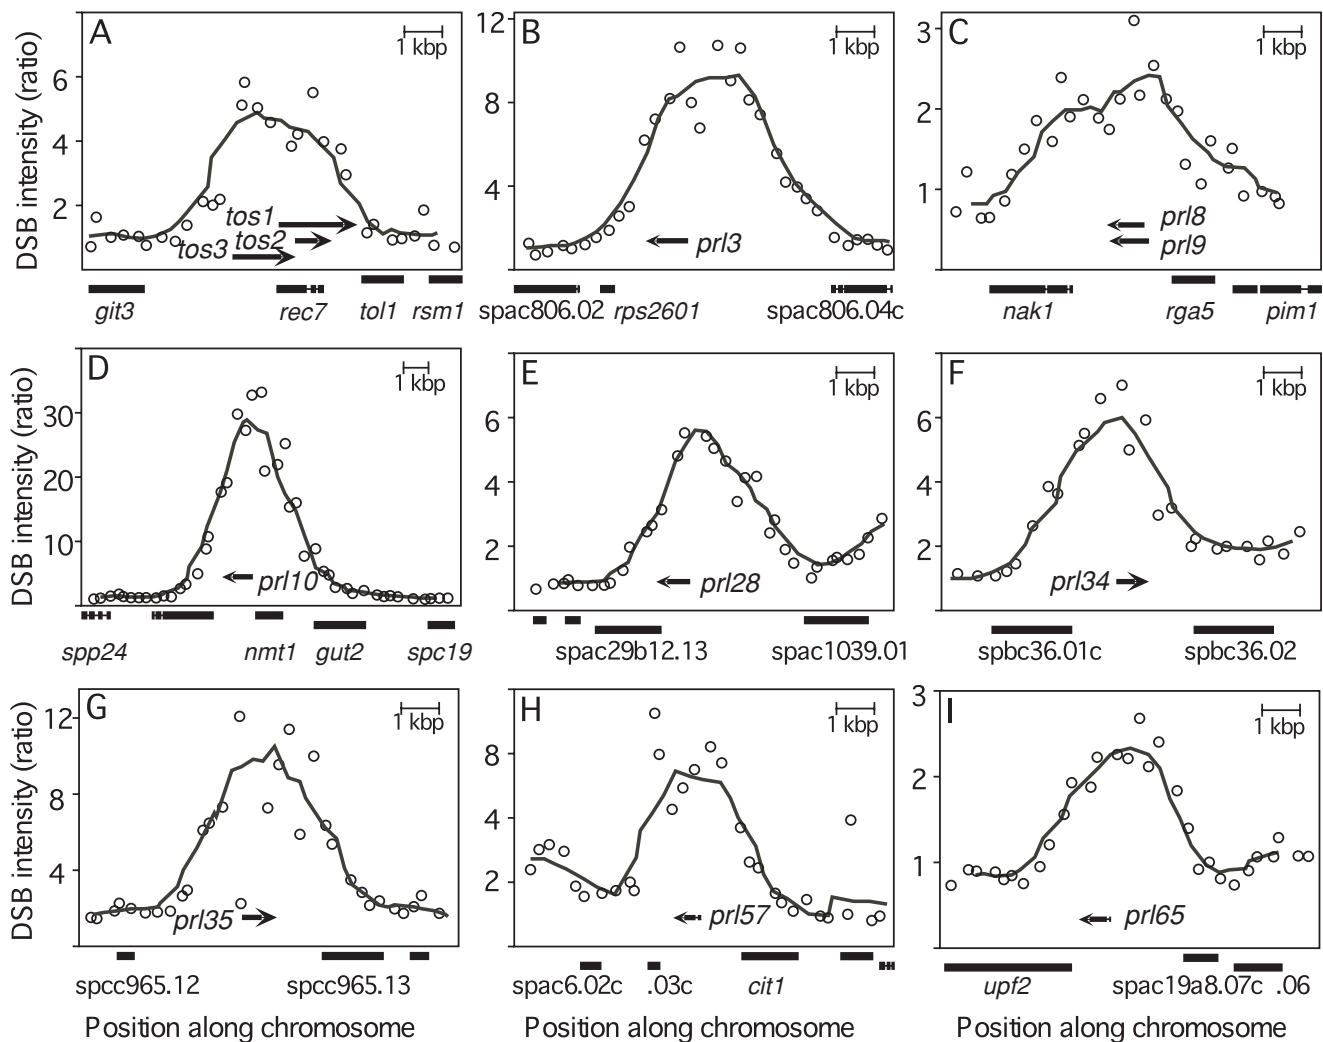 A
1 kbp
DSB intensity (ratio)
6
4
2
tos1
tos2
tos3
git3
rec7
tol1
rsm1
B
1 kbp
12
8
4
prl3
spac806.02
rps2601
spac806.04c
C
1 kbp
3
2
1
prl8
prl9
nak1
rga5
pim1
D
1 kbp
DSB intensity (ratio)
30
20
10
prl10
spp24
nmt1
gut2
spc19
E
1 kbp
6
4
2
prl28
spac29b12.13
spac1039.01
F
1 kbp
6
4
2
prl34
spbc36.01c
spbc36.02
G
1 kbp
DSB intensity (ratio)
12
8
4
prl35
spcc965.12
spcc965.13
Position along chromosome
H
1 kbp
8
4
2
prl57
spac6.02c
.03c
cit1
Position along chromosome
I
1 kbp
3
2
1
prl65
upf2
spac19a8.07c
.06
Position along chromosome